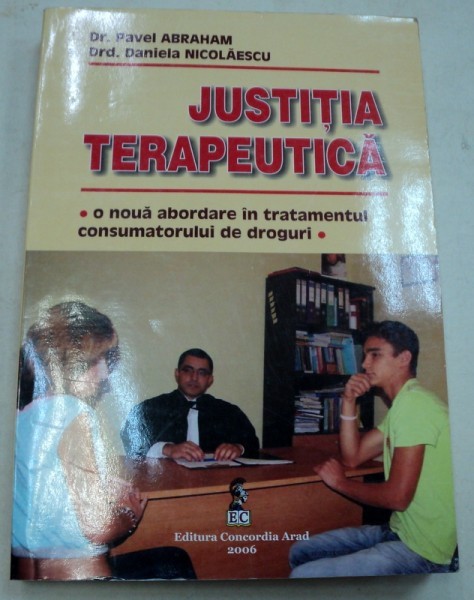 Dr. Pavel ABRAHAM
Drd. Daniela NICOLĂESCU
JUSTIȚIA
TERAPEUTICĂ
• o nouă abordare în tratamentul
consumatorului de droguri •
EC
Editura Concordia Arad
2006